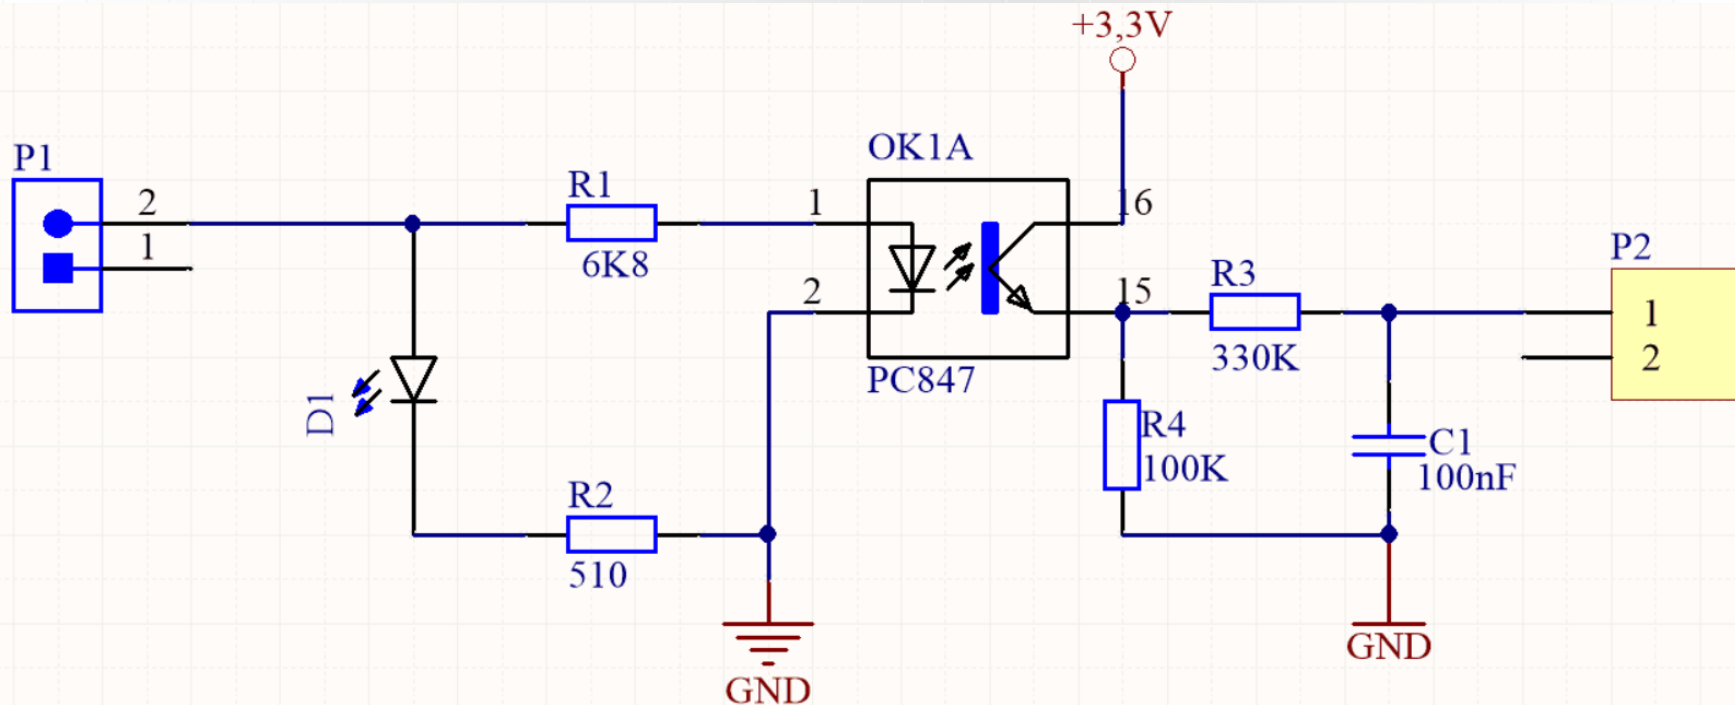 +3,3V
P1
2
1
R1
6K8
1
2
OK1A
PC847
16
15
R3
330K
P2
1
2
D1
R4
100K
C1
100nF
R2
510
GND
GND